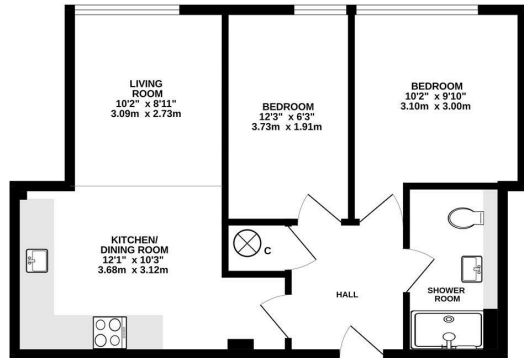 LIVING
ROOM
10'2" x 8'11"
3.09m x 2.73m
BEDROOM
12'3" x 6'3"
3.73m x 1.91m
BEDROOM
10'2" x 9'10"
3.10m x 3.00m
KITCHEN/
DINING ROOM
12'1" x 10'3"
3.68m x 3.12m
C
HALL
SHOWER
ROOM